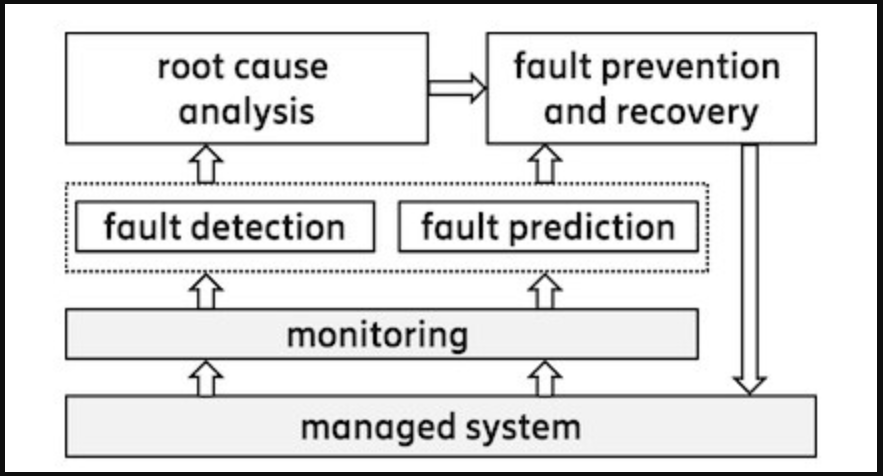 root cause
analysis
fault prevention
and recovery
fault detection
fault prediction
monitoring
managed system